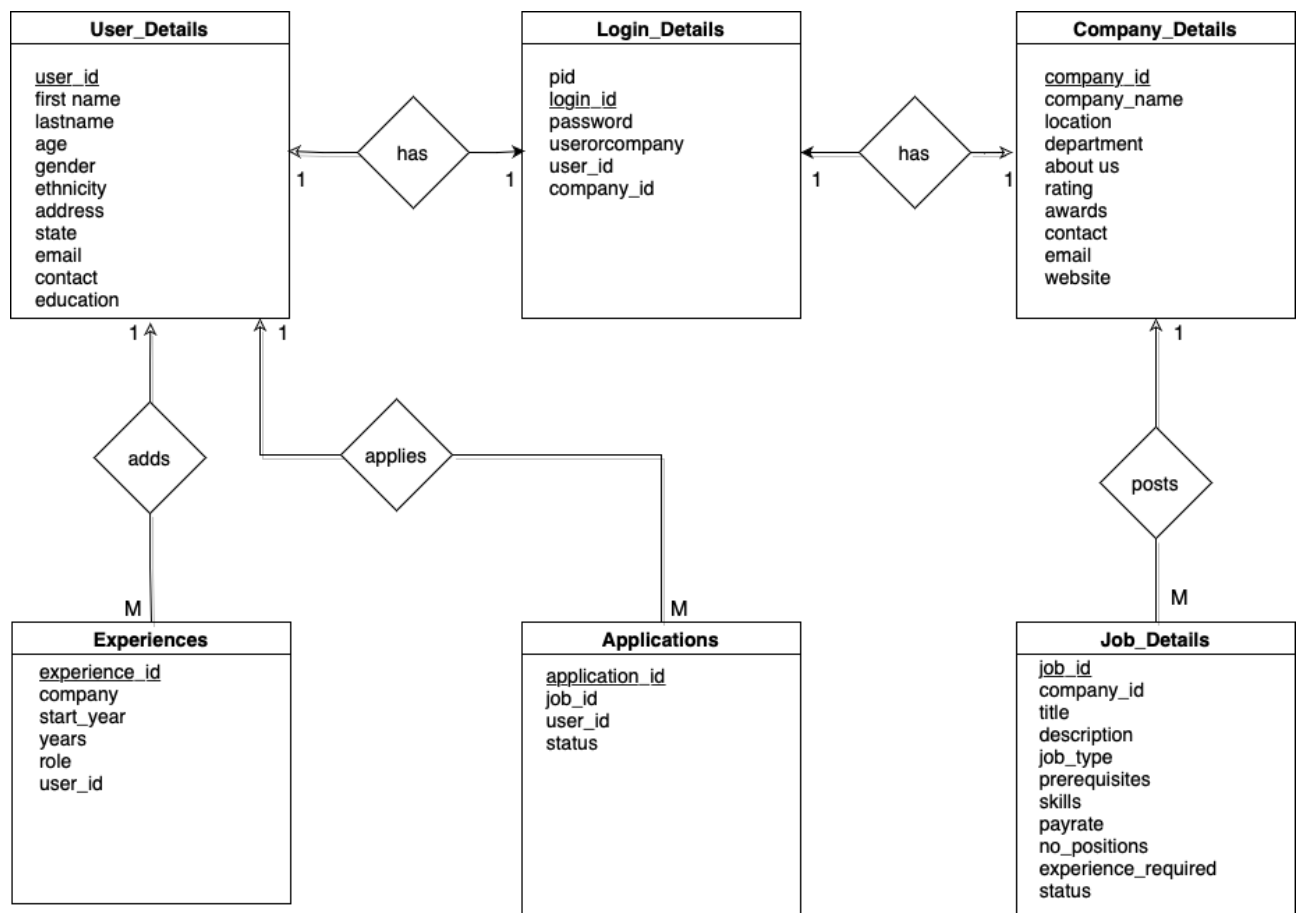 User_Details
user_id
first name
lastname
age
gender
ethnicity
address
state
email
contact
education
has
1
1
Login_Details
pid
login_id
password
userorcompany
user_id
company_id
has
1
1
Company_Details
company_id
company_name
location
department
about us
rating
awards
contact
email
website
1
1
1
adds
applies
posts
M
M
M
Experiences
experience_id
company
start_year
years
role
user_id
Applications
application_id
job_id
user_id
status
Job_Details
job_id
company_id
title
description
job_type
prerequisites
skills
payrate
no_positions
experience_required
status